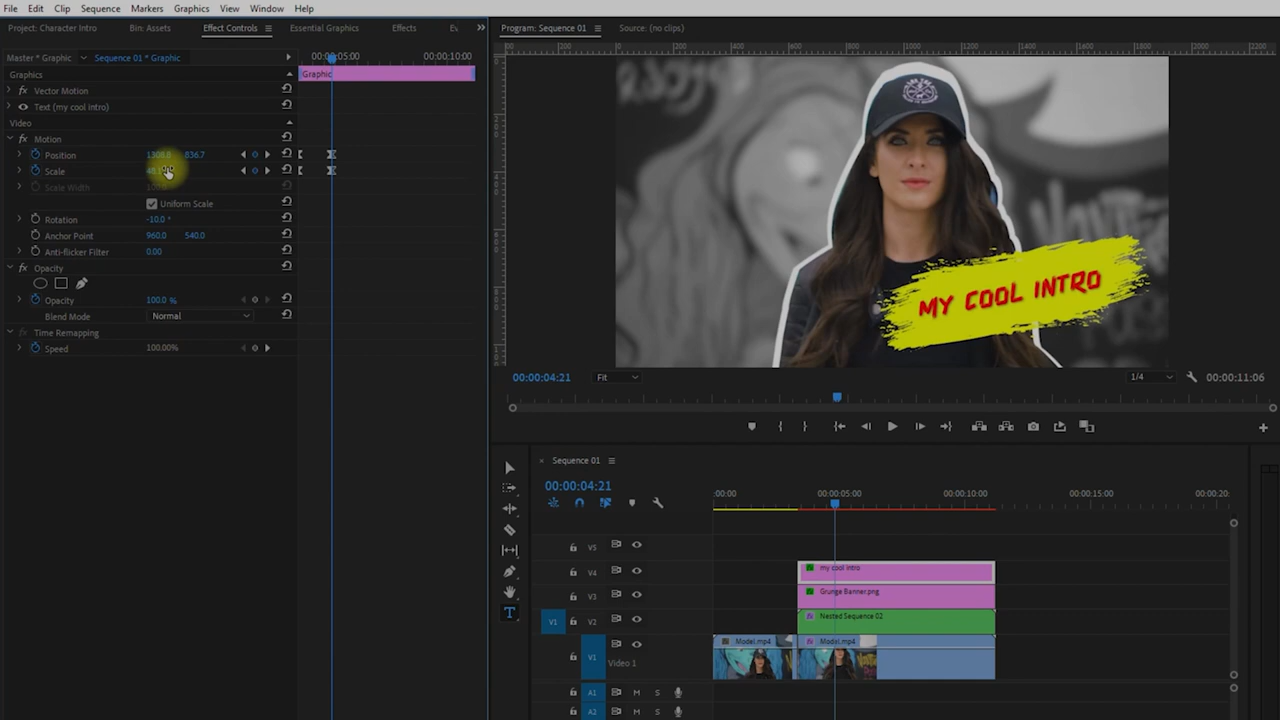 File Edit Clip Sequence Markers Graphics View Window Help
Project: Character Intro Bin: Assets Effect Controls Essential Graphics Effects
Program: Sequence 01 Source: (no clips)
Master * Graphic Sequence 01 * Graphic 00:00:05:00 00:00:10:00
Graphics Graphic
Vector Motion
Text (my cool intro)
Video
Motion
Position 836.7
Scale
Scale Width
Uniform Scale
Rotation -10.0 °
Anchor Point 960.0 540.0
Anti-flicker Filter 0.00
Opacity
Opacity 100.0 %
Blend Mode Normal
Time Remapping
Speed 100.00%
MY COOL INTRO
00:00:04:21 Fit 1/4 00:00:11:06
Sequence 01
00:00:04:21
:00:00 00:00:05:00 00:00:10:00 00:00:15:00 00:00:20:
V5
V4 my cool intro
V3 Grunge Banner.png
V1 V2 Nested Sequence 02
V1 Video 1 Model.mp4 Model.mp4
A1 M S
A2 M S